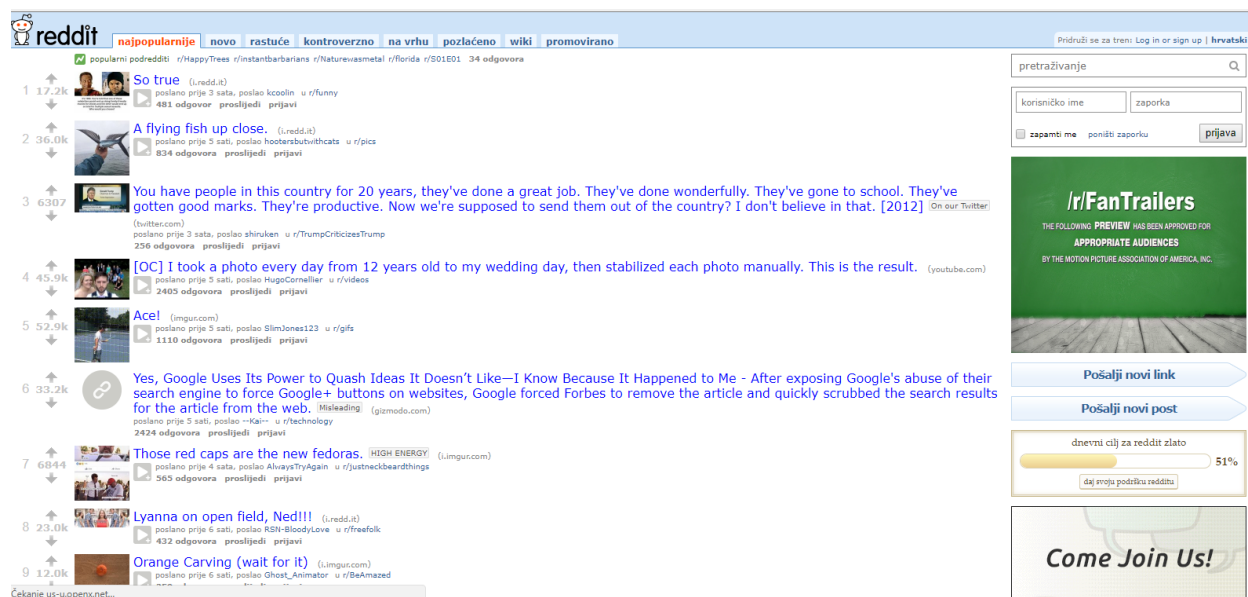 reddit najpopularnije novo rastuće kontroverzno na vrhu pozlaćeno wiki promovirano
Pridruži se za tren: Log in or sign up | hrvatski
popularni podredditi r/HappyTrees r/instantbarbarians r/Naturewasmetal r/florida r/S01E01 34 odgovora
1 17.2k
So true (i.redd.it)
poslano prije 3 sata, poslao kcoolin u r/funny
481 odgovor proslijedi prijavi
2 36.0k
A flying fish up close. (i.redd.it)
poslano prije 5 sati, poslao hootersbutwithcats u r/pics
834 odgovora proslijedi prijavi
3 6307
You have people in this country for 20 years, they've done a great job. They've done wonderfully. They've gone to school. They've
gotten good marks. They're productive. Now we're supposed to send them out of the country? I don't believe in that. [2012] On our Twitter
(twitter.com)
poslano prije 3 sata, poslao shiruken u r/TrumpCriticizesTrump
256 odgovora proslijedi prijavi
4 45.9k
[OC] I took a photo every day from 12 years old to my wedding day, then stabilized each photo manually. This is the result. (youtube.com)
poslano prije 5 sati, poslao HugoCornellier u r/videos
2405 odgovora proslijedi prijavi
5 52.9k
Ace! (imgur.com)
poslano prije 5 sati, poslao SlimJones123 u r/gifs
1110 odgovora proslijedi prijavi
6 33.2k
Yes, Google Uses Its Power to Quash Ideas It Doesn’t Like—I Know Because It Happened to Me - After exposing Google's abuse of their
search engine to force Google+ buttons on websites, Google forced Forbes to remove the article and quickly scrubbed the search results
for the article from the web. Misleading (gizmodo.com)
poslano prije 5 sati, poslao --Kai-- u r/technology
2424 odgovora proslijedi prijavi
7 6844
Those red caps are the new fedoras. HIGH ENERGY (i.imgur.com)
poslano prije 4 sata, poslao AlwaysTryAgain u r/justneckbeardthings
565 odgovora proslijedi prijavi
8 23.0k
Lyanna on open field, Ned!!! (i.redd.it)
poslano prije 6 sati, poslao RSN-BloodyLove u r/freefolk
432 odgovora proslijedi prijavi
9 12.0k
Orange Carving (wait for it) (i.imgur.com)
poslano prije 6 sati, poslao Ghost_Animator u r/BeAmazed
Čekanje us-u.openx.net...
pretraživanje
korisničko ime zaporka
zapamti me poništi zaporku prijava
/r/FanTrailers
THE FOLLOWING PREVIEW HAS BEEN APPROVED FOR
APPROPRIATE AUDIENCES
BY THE MOTION PICTURE ASSOCIATION OF AMERICA, INC.
Pošalji novi link
Pošalji novi post
dnevni cilj za reddit zlato
51%
daj svoju podršku redditu
Come Join Us!